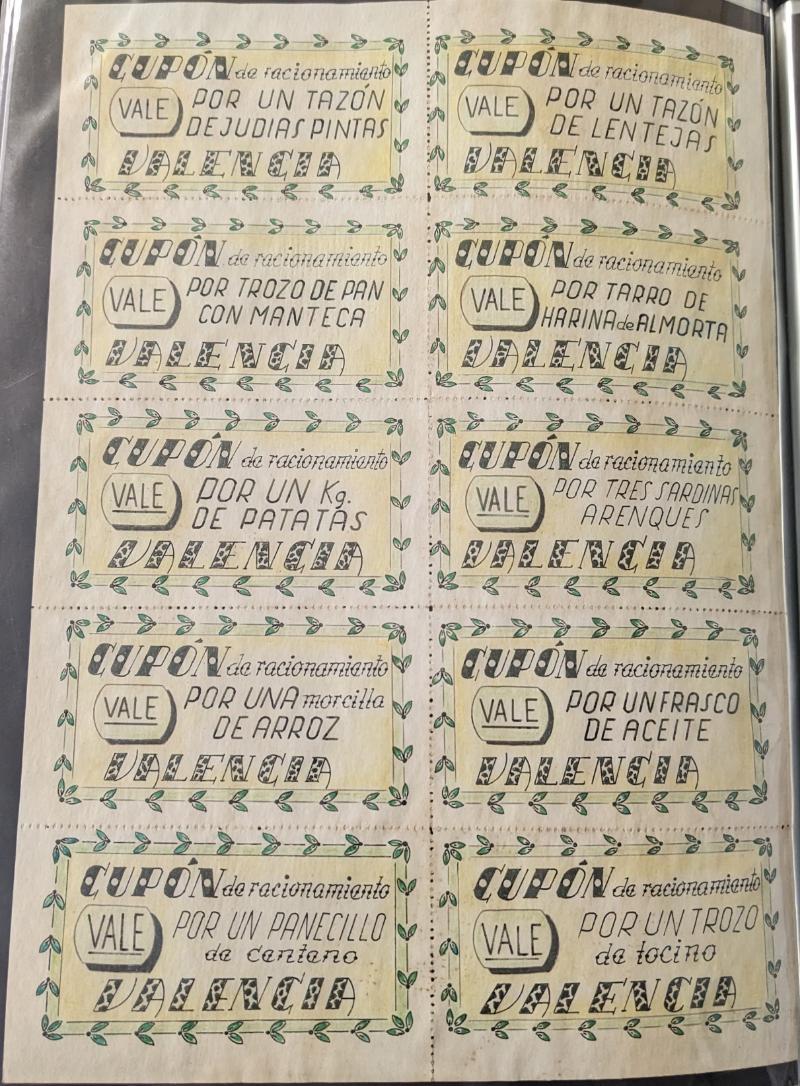 CUPÓN de racionamiento
VALE POR UN TAZÓN
DE JUDIAS PINTAS
VALENCIA
CUPÓN de racionamiento
VALE POR UN TAZÓN
DE LENTEJAS
VALENCIA
CUPÓN de racionamiento
VALE POR TROZO DE PAN
CON MANTECA
VALENCIA
CUPÓN de racionamiento
VALE POR TARRO DE
HARINA de ALMORTA
VALENCIA
CUPÓN de racionamiento
VALE POR UN Kg.
DE PATATAS
VALENCIA
CUPÓN de racionamiento
VALE POR TRES SARDINAS
ARENQUES
VALENCIA
CUPÓN de racionamiento
VALE POR UNA morcilla
DE ARROZ
VALENCIA
CUPÓN de racionamiento
VALE POR UN FRASCO
DE ACEITE
VALENCIA
CUPÓN de racionamiento
VALE POR UN PANECILLO
de centeno
VALENCIA
CUPÓN de racionamiento
VALE POR UN TROZO
de tocino
VALENCIA